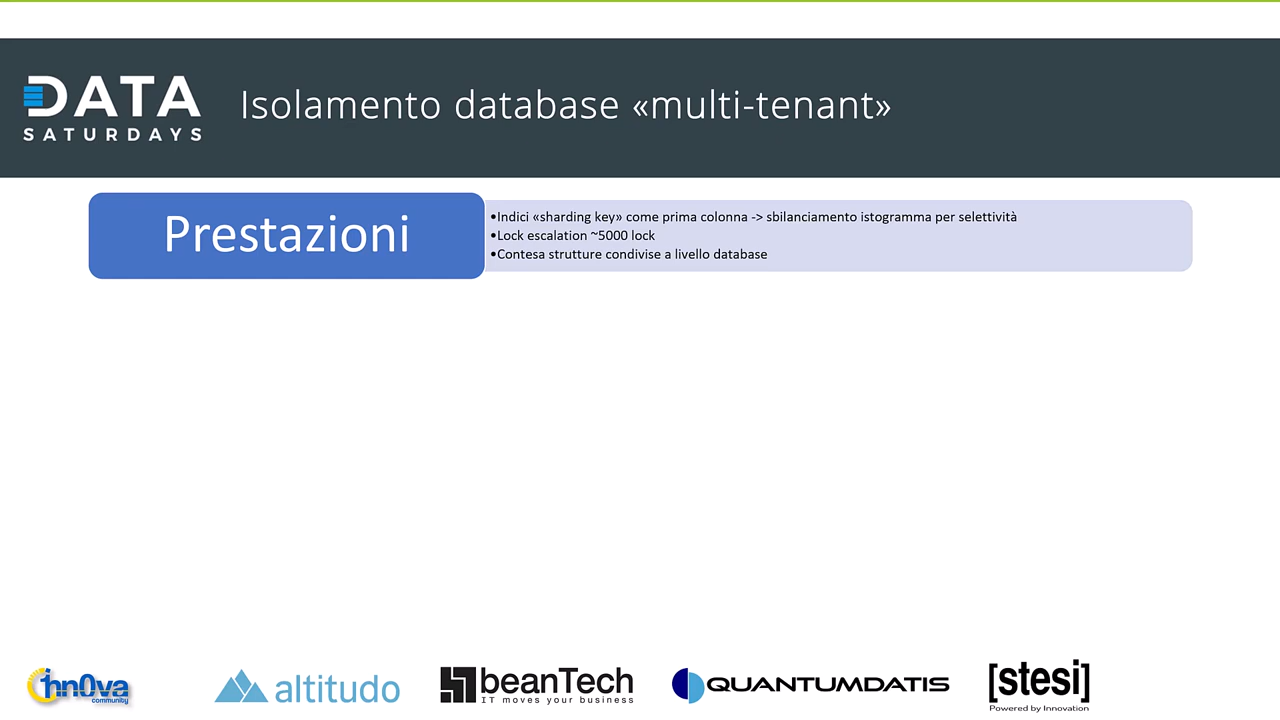 DATA
SATURDAYS
Isolamento database «multi-tenant»
Prestazioni
•Indici «sharding key» come prima colonna -> sbilanciamento istogramma per selettività
•Lock escalation ~5000 lock
•Contesa strutture condivise a livello database
1nn0va
community
altitudo
beanTech
IT moves your business
QUANTUMDATIS
[stesi]
Powered by Innovation